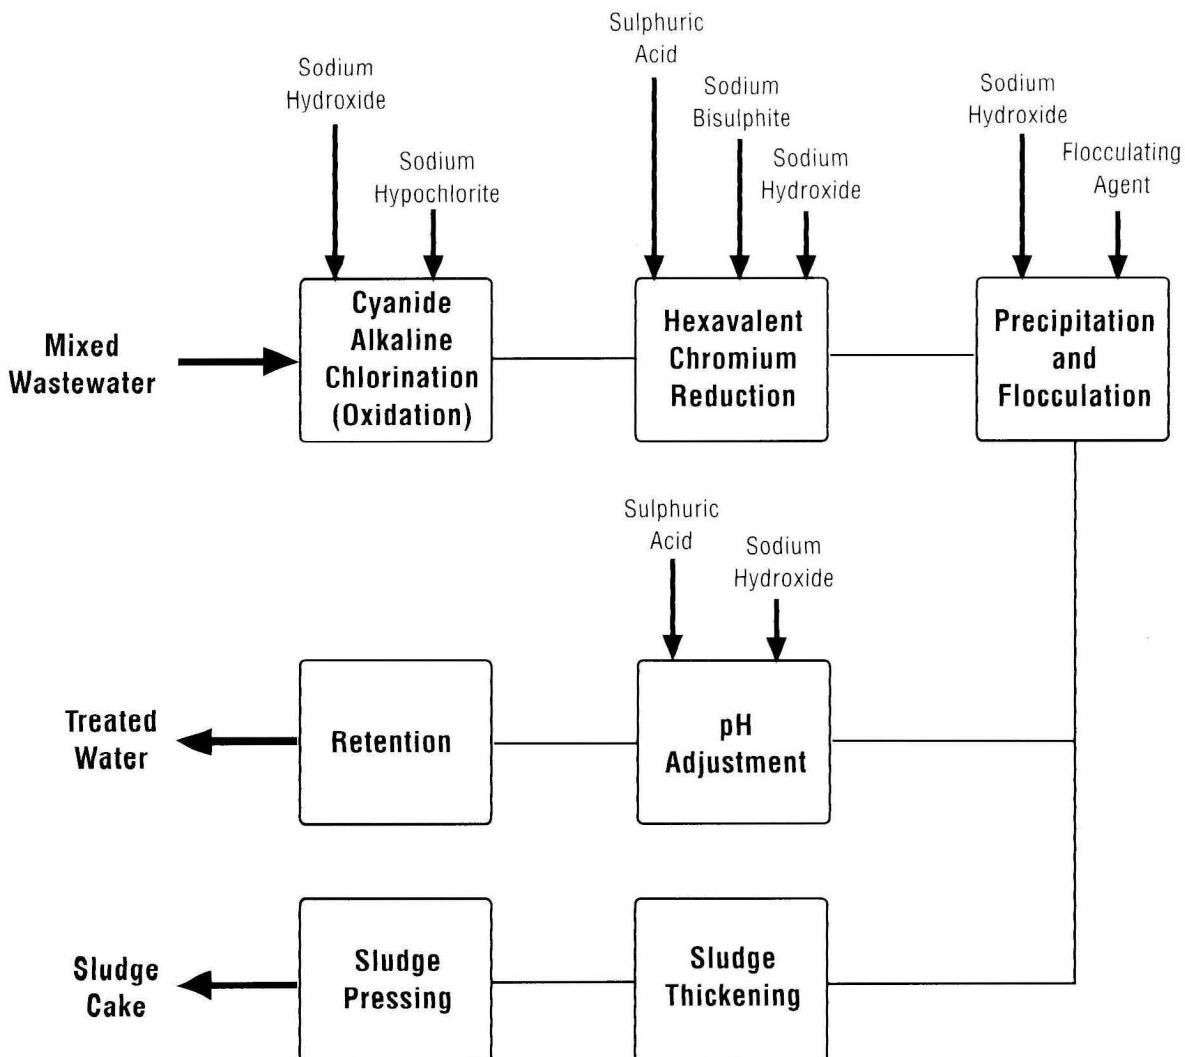 Sulphuric
Acid
Sodium
Hydroxide
Sodium
Bisulphite
Sodium
Hydroxide
Sodium
Hypochlorite
Sodium
Hydroxide
Flocculating
Agent
Mixed
Wastewater
Cyanide
Alkaline
Chlorination
(Oxidation)
Hexavalent
Chromium
Reduction
Precipitation
and
Flocculation
Sulphuric
Acid
Sodium
Hydroxide
Treated
Water
Retention
pH
Adjustment
Sludge
Cake
Sludge
Pressing
Sludge
Thickening